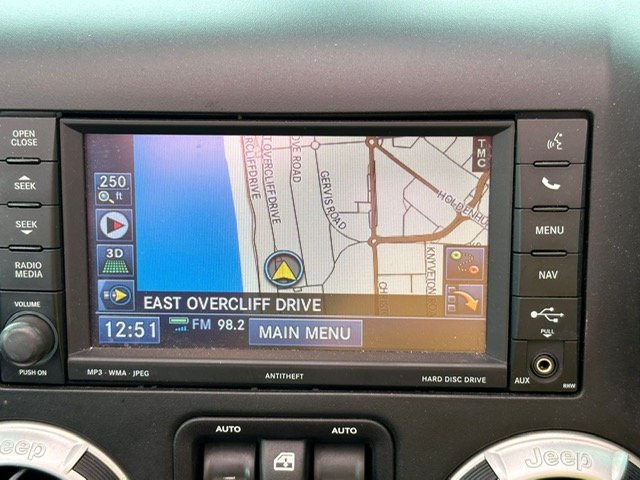 OPEN
CLOSE
SEEK
SEEK
RADIO
MEDIA
VOLUME
PUSH ON
250
ft
3D
TMC
OVERCLIFF DRIVE
GERVIS ROAD
EAST OVERCLIFF DRIVE
12:51
FM 98.2
MAIN MENU
MP3 · WMA · JPEG
ANTITHEFT
HARD DISC DRIVE
MENU
NAV
PULL
AUX
RHW
AUTO
AUTO
Jeep
Jeep